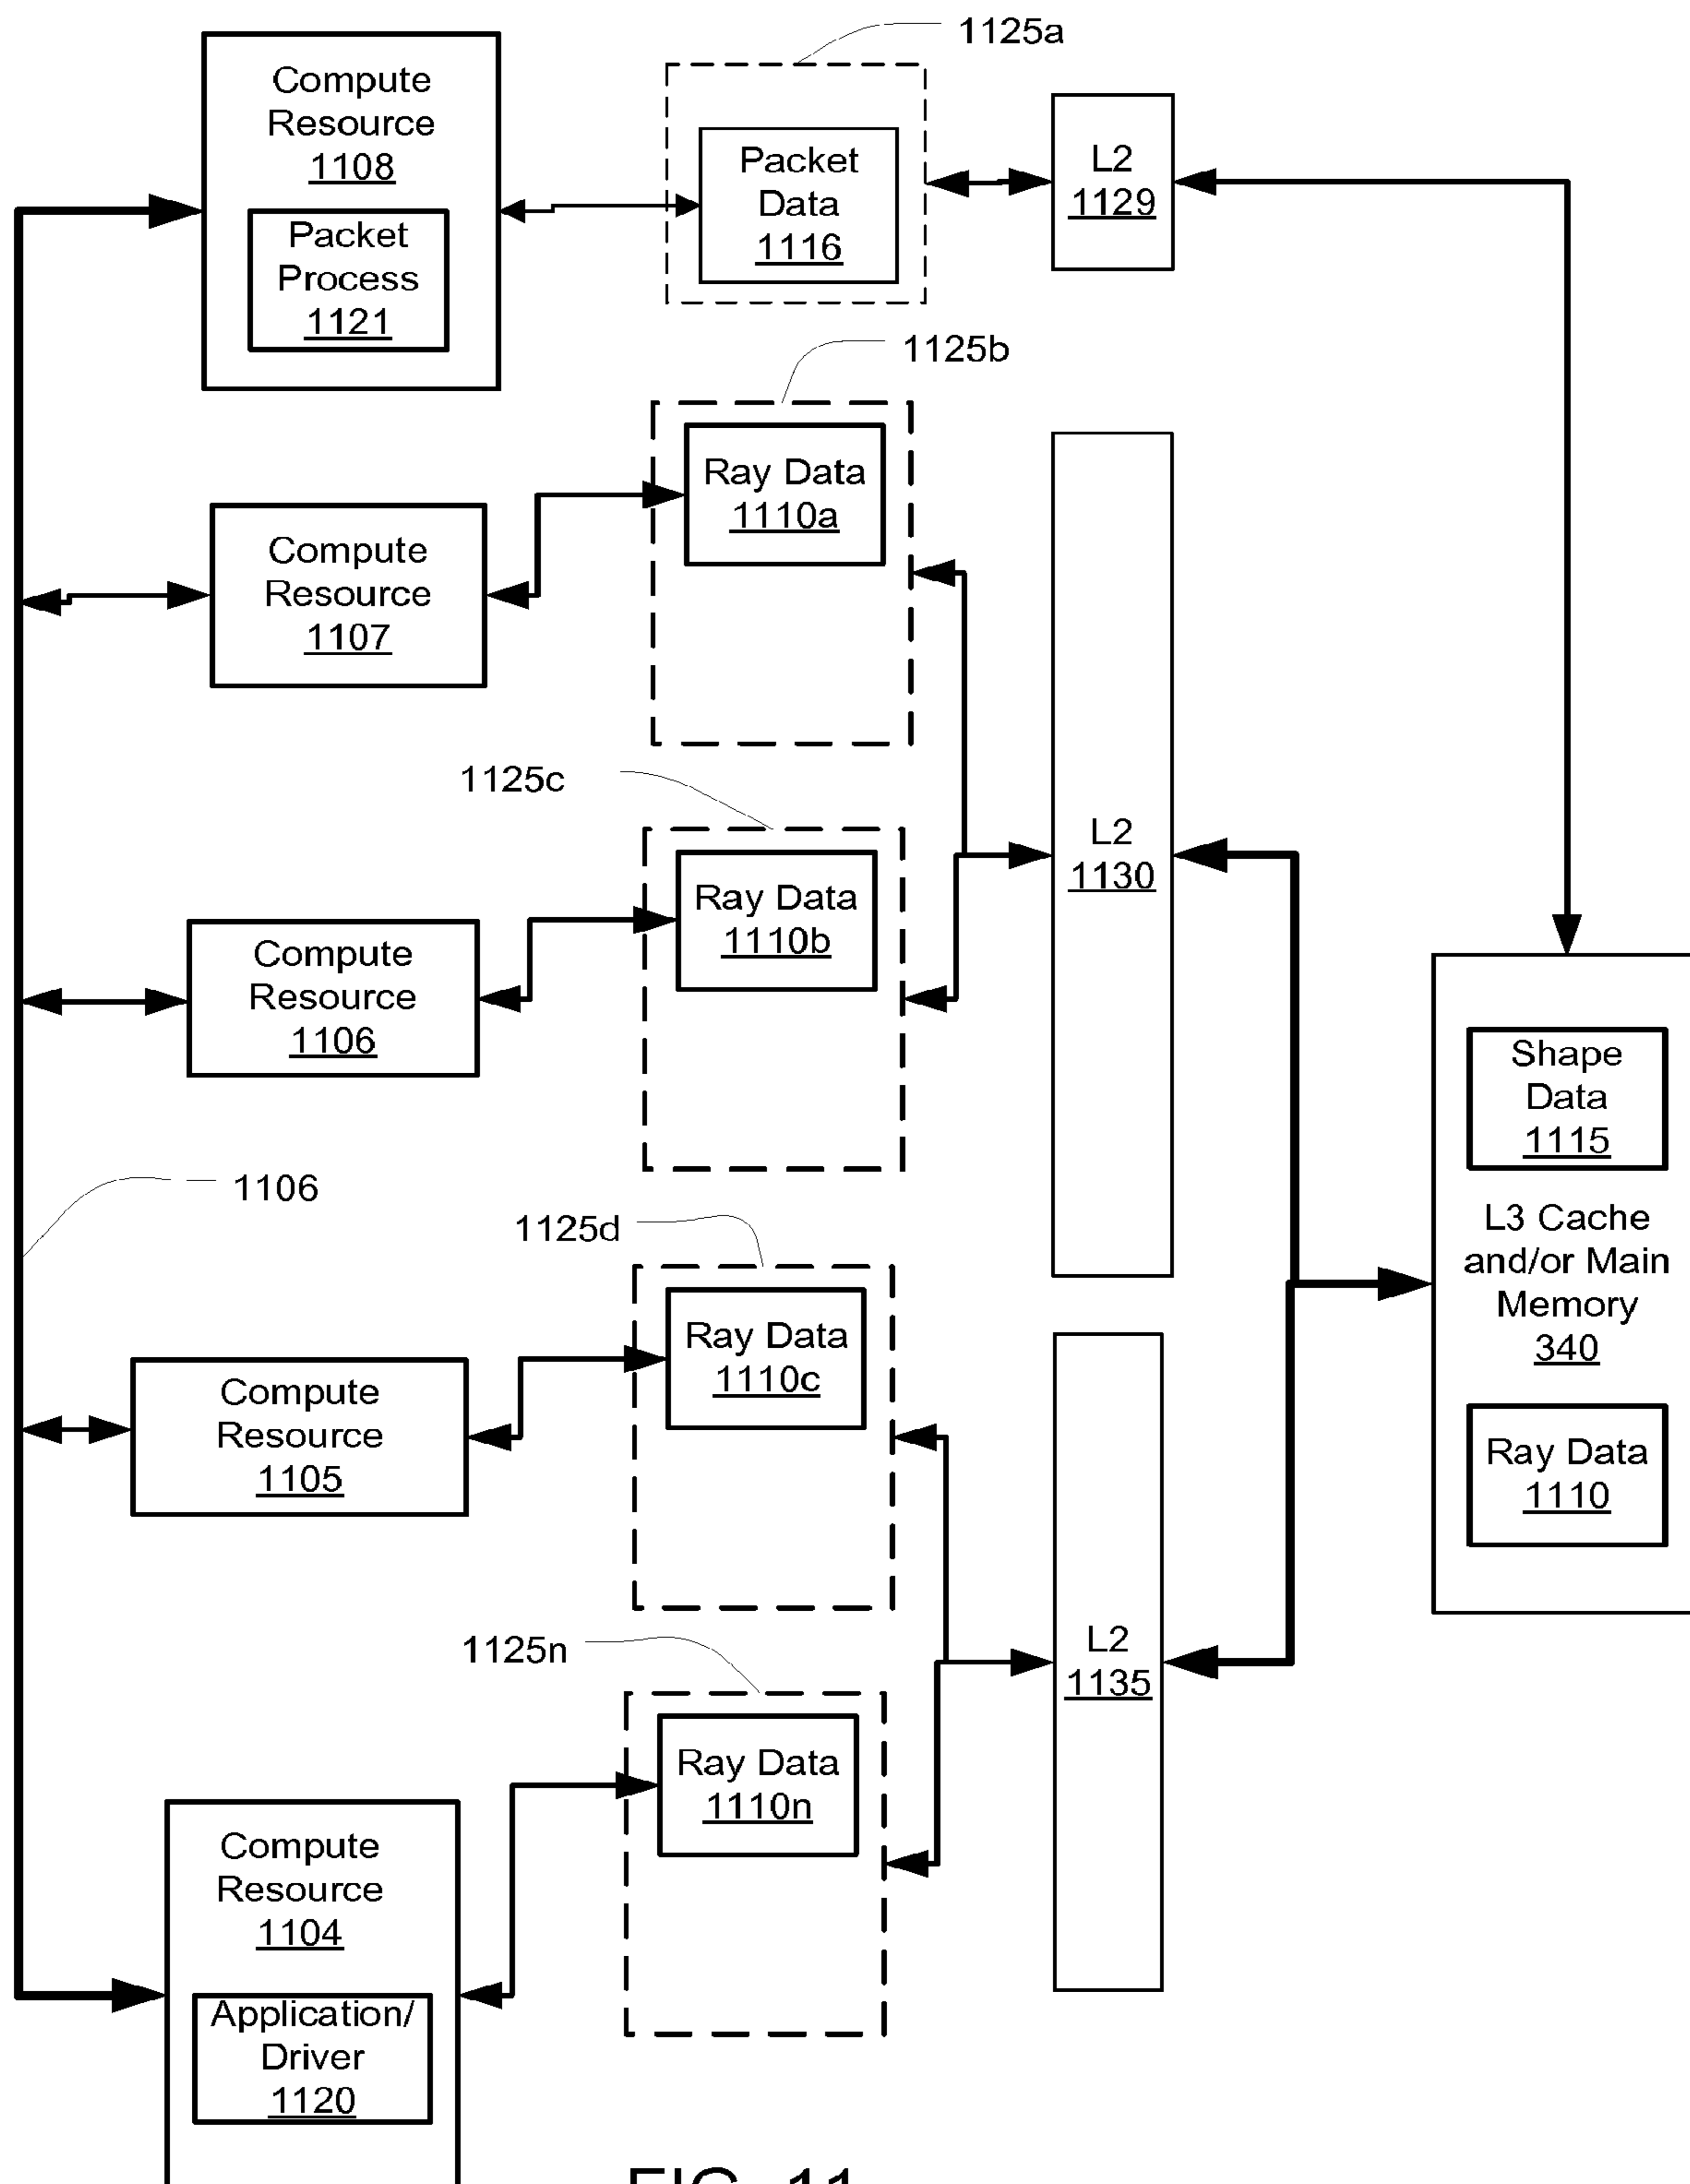 1125a
Compute
Resource
1108
Packet
Process
1121
Packet
Data
1116
L2
1129
1125b
Ray Data
1110a
Compute
Resource
1107
1125c
Ray Data
1110b
L2
1130
Compute
Resource
1106
Shape
Data
1115
1106
1125d
L3 Cache
and/or Main
Memory
340
Ray Data
1110c
Compute
Resource
1105
Ray Data
1110
1125n
L2
1135
Ray Data
1110n
Compute
Resource
1104
Application/
Driver
1120
FIG. 11